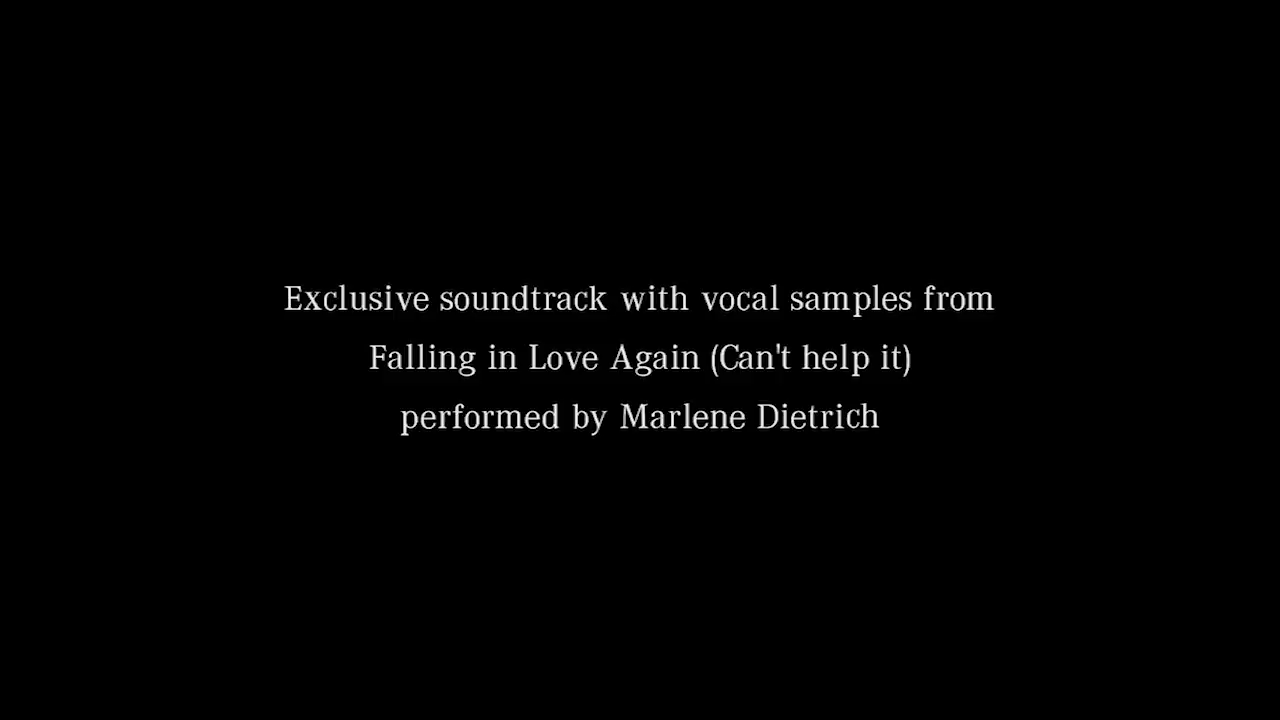 Exclusive soundtrack with vocal samples from
Falling in Love Again (Can't help it)
performed by Marlene Dietrich